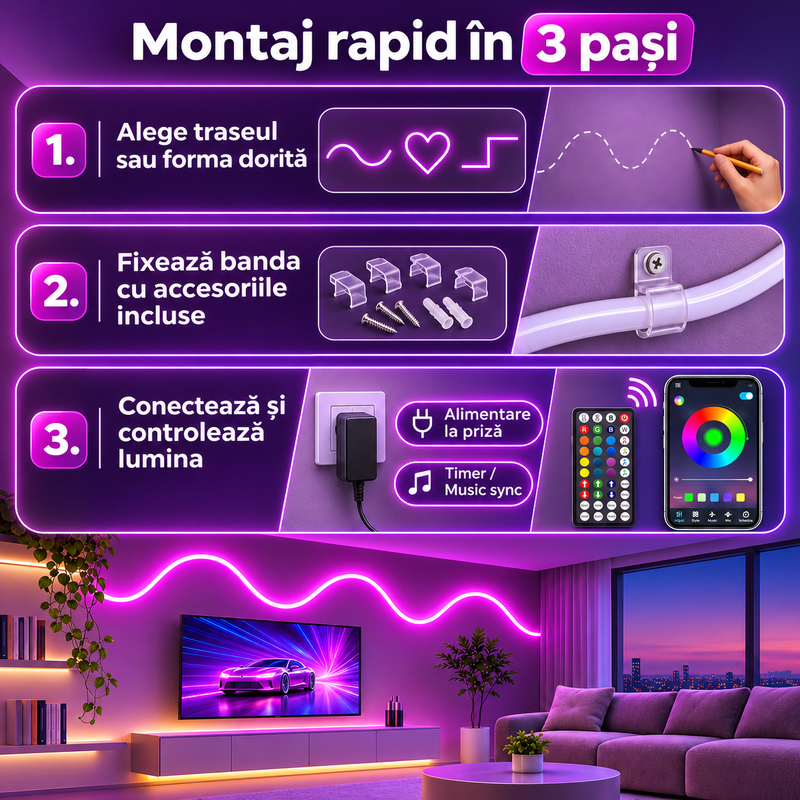 Montaj rapid în 3 pași
1.
Alege traseul
sau forma dorită
2.
Fixează banda
cu accesoriile
incluse
3.
Conectează și
controlează
lumina
Alimentare
la priză
Timer /
Music sync
R G B W